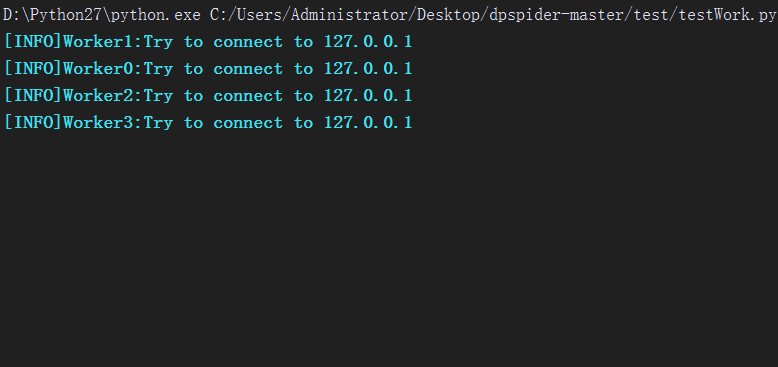 D:\Python27\python.exe C:/Users/Administrator/Desktop/dpspider-master/test/testWork.py
[INFO]Worker1:Try to connect to 127.0.0.1
[INFO]Worker0:Try to connect to 127.0.0.1
[INFO]Worker2:Try to connect to 127.0.0.1
[INFO]Worker3:Try to connect to 127.0.0.1